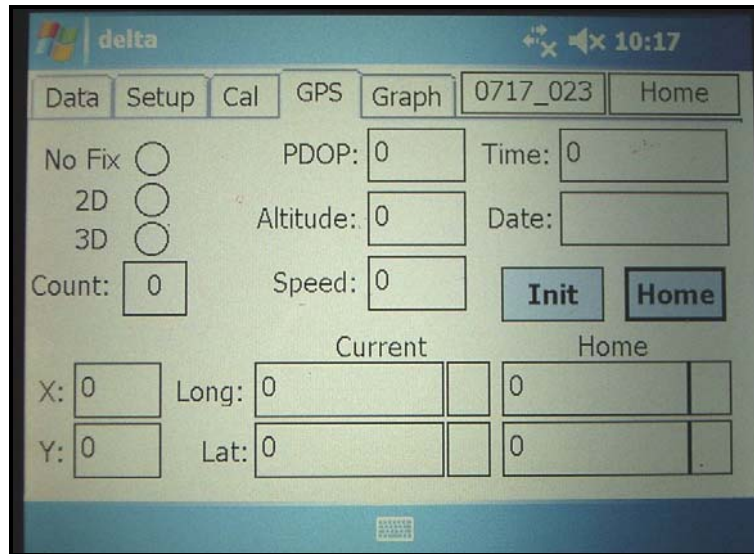 delta 10:17
Data Setup Cal GPS Graph 0717_023 Home
No Fix PDOP: 0 Time: 0
2D
3D Altitude: 0 Date:
Count: 0 Speed: 0 Init Home
Current Home
X: 0 Long: 0 0
Y: 0 Lat: 0 0